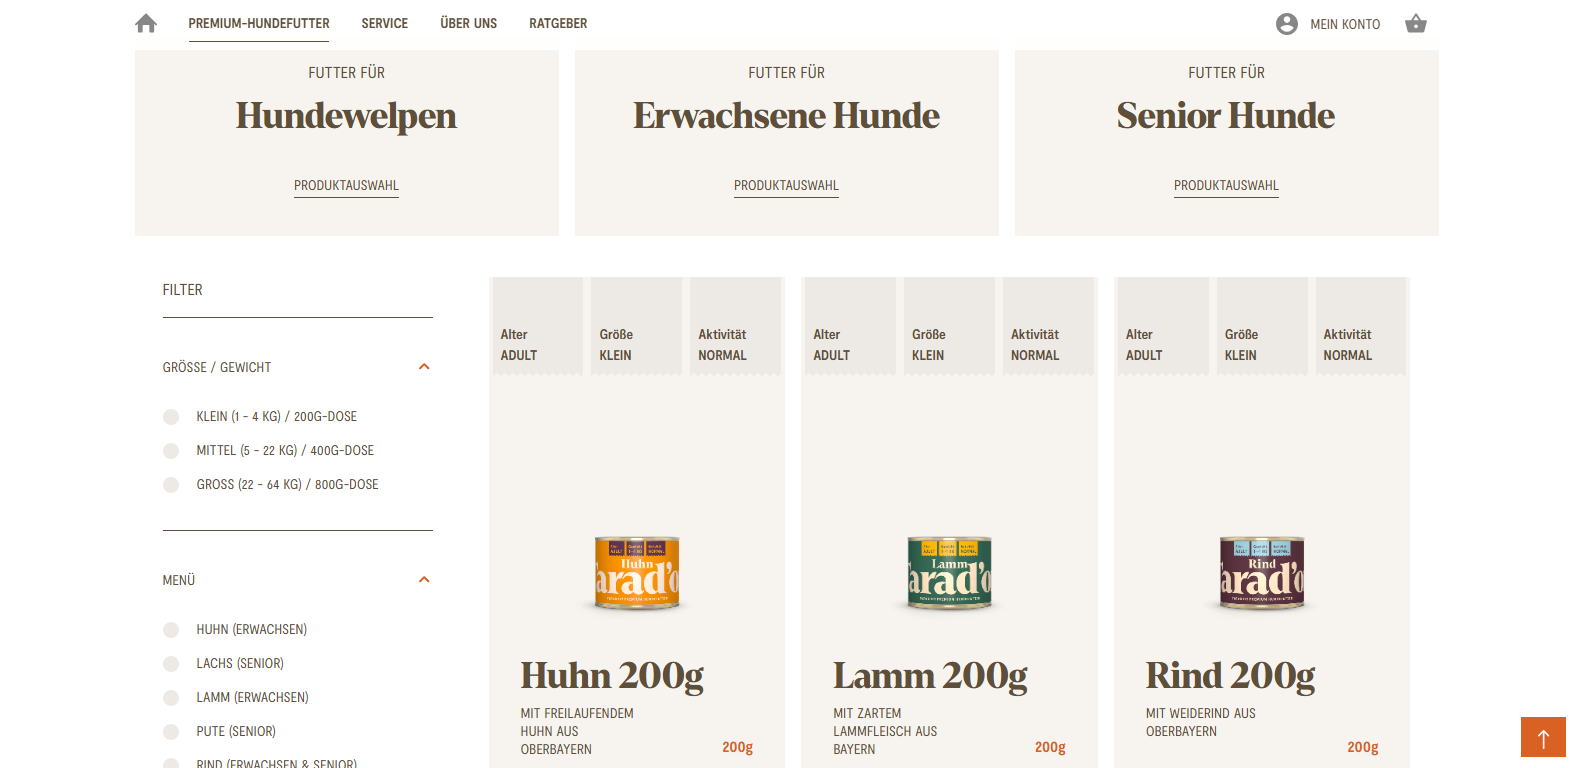 PREMIUM-HUNDEFUTTER SERVICE ÜBER UNS RATGEBER MEIN KONTO
FUTTER FÜR
Hundewelpen
PRODUKTAUSWAHL
FUTTER FÜR
Erwachsene Hunde
PRODUKTAUSWAHL
FUTTER FÜR
Senior Hunde
PRODUKTAUSWAHL
FILTER
GRÖSSE / GEWICHT
KLEIN (1 - 4 KG) / 200G-DOSE
MITTEL (5 - 22 KG) / 400G-DOSE
GROSS (22 - 64 KG) / 800G-DOSE
MENÜ
HUHN (ERWACHSEN)
LACHS (SENIOR)
LAMM (ERWACHSEN)
PUTE (SENIOR)
RIND (ERWACHSEN & SENIOR)
Alter
ADULT
Größe
KLEIN
Aktivität
NORMAL
Huhn
arad'o
Huhn 200g
MIT FREILAUFENDEM
HUHN AUS
OBERBAYERN
200g
Alter
ADULT
Größe
KLEIN
Aktivität
NORMAL
Lamm
arad'o
Lamm 200g
MIT ZARTEM
LAMMFLEISCH AUS
BAYERN
200g
Alter
ADULT
Größe
KLEIN
Aktivität
NORMAL
Rind
arad'o
Rind 200g
MIT WEIDERIND AUS
OBERBAYERN
200g